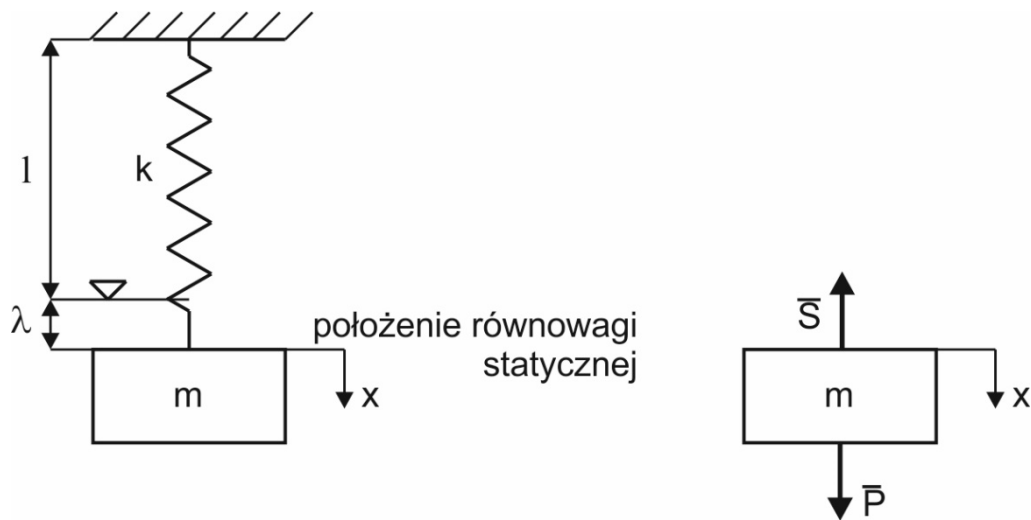 l
k
λ
położenie równowagi
statycznej
m
x
S̅
m
x
P̅